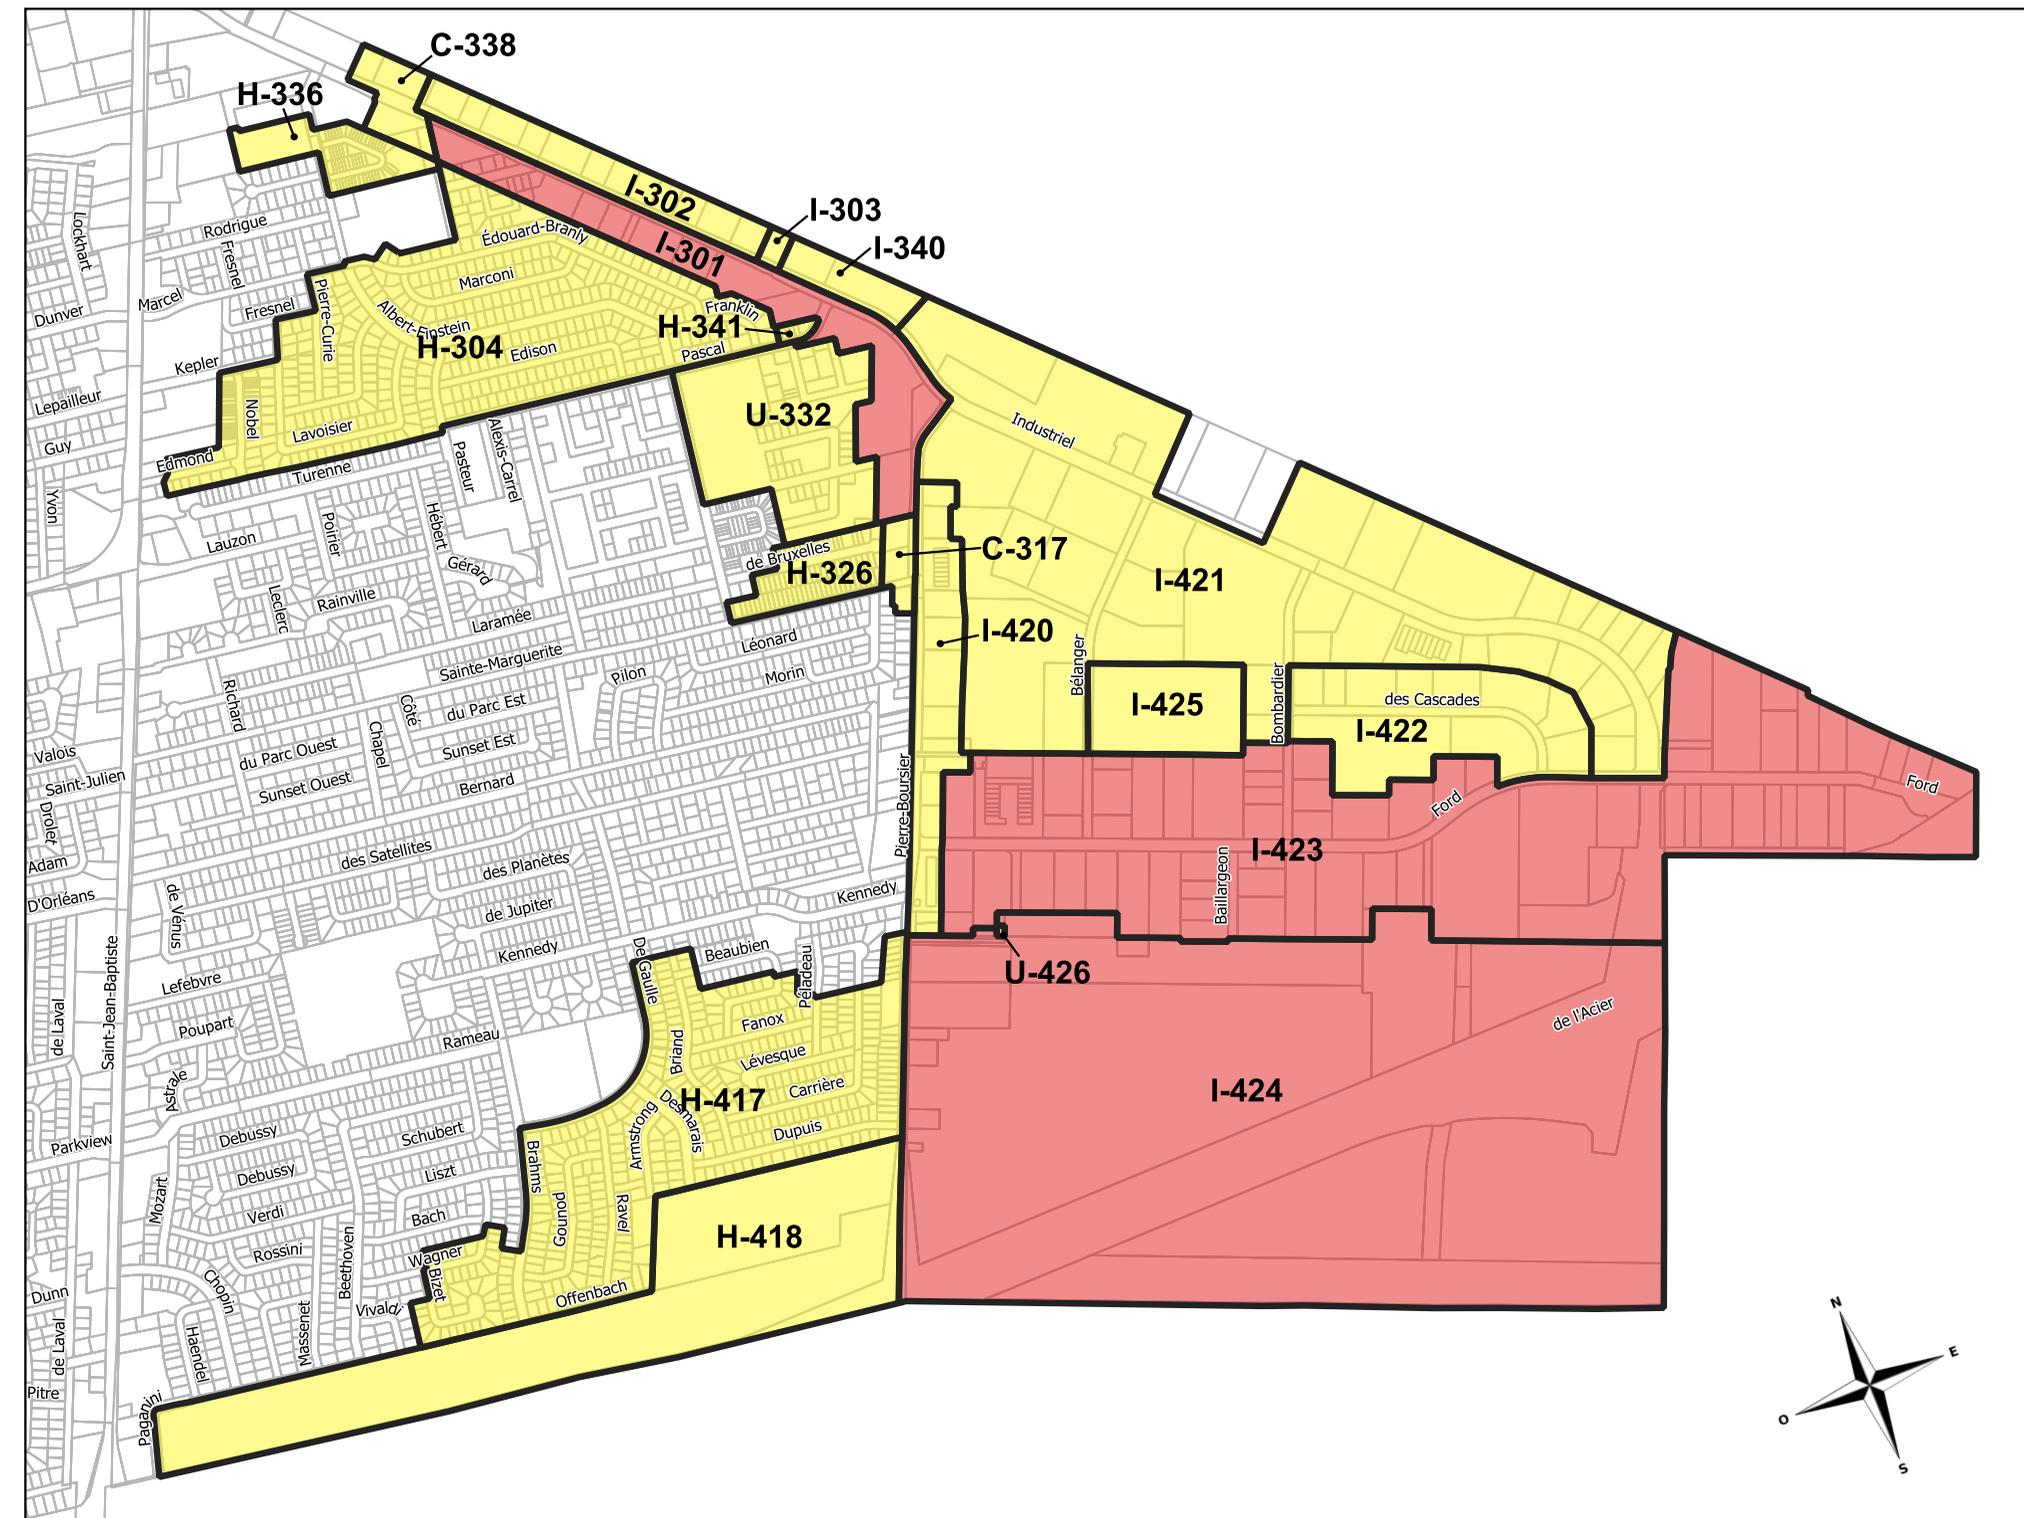 C-338
H-336
I-302
I-303
I-340
I-301
Lockhart
Rodrigue
Fresnel
Édouard-Branly
Marconi
Marcel
Dunver
Fresnel
Pierre-Curie
Albert-Einstein
Franklin
H-341
H-304
Edison
Pascal
Kepler
Lepailleur
Nobel
U-332
Industriel
Guy
Lavoisier
Edmond
Turenne
Pasteur
Alexis-Carrel
Yvon
Poirier
Hébert
Lauzon
de Bruxelles
C-317
H-326
Gérard
I-421
Leclerc
Rainville
Laramée
I-420
Léonard
Sainte-Marguerite
Bélanger
Pilon
Morin
Richard
Côté
du Parc Est
I-425
Bombardier
des Cascades
I-422
Chapel
Sunset Est
Valois
du Parc Ouest
Saint-Julien
Sunset Ouest
Bernard
Ford
Ford
Drolet
Pierre-Boursier
des Satellites
I-423
Adam
des Planètes
Baillargeon
D'Orléans
de Vénus
Kennedy
de Jupiter
Kennedy
De Gaulle
Beaubien
Péladeau
U-426
Lefebvre
Saint-Jean-Baptiste
de Laval
Poupart
Fanox
de l'Acier
Rameau
Briand
Lévesque
Astrale
Carrière
I-424
H-417
Desmarais
Armstrong
Parkview
Debussy
Schubert
Dupuis
Debussy
Liszt
Brahms
Mozart
Verdi
Bach
Gounod
Ravel
H-418
Rossini
Wagner
Beethoven
Bizet
Chopin
Dunn
Offenbach
Vivaldi
Massenet
de Laval
Haendel
Pitre
Paganini
N
E
O
S